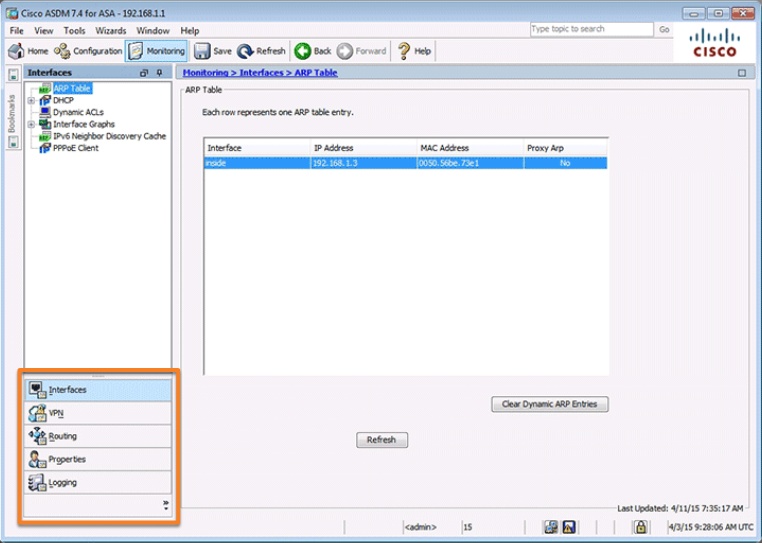 Cisco ASDM 7.4 for ASA - 192.168.1.1
File View Tools Wizards Window Help
Type topic to search Go
Home Configuration Monitoring Save Refresh Back Forward Help
CISCO
Bookmarks
Interfaces
ARP Table
DHCP
Dynamic ACLs
Interface Graphs
IPv6 Neighbor Discovery Cache
PPPoE Client
Interfaces
VPN
Routing
Properties
Logging
Monitoring > Interfaces > ARP Table
ARP Table
Each row represents one ARP table entry.
Interface IP Address MAC Address Proxy Arp
inside 192.168.1.3 0050.56be.73e1 No
Clear Dynamic ARP Entries
Refresh
Last Updated: 4/11/15 7:35:17 AM
<admin> 15 4/3/15 9:28:06 AM UTC